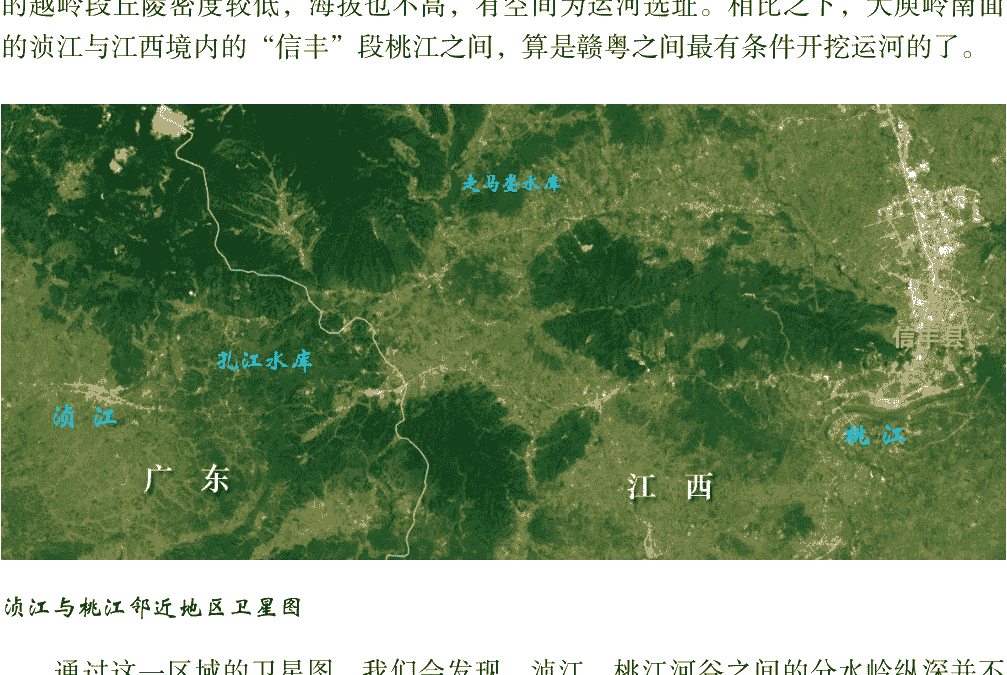 的越岭段丘陵密度较低，海拔也不高，有空间为运河选址。相比之下，大庾岭南面
的浈江与江西境内的“信丰”段桃江之间，算是赣粤之间最有条件开挖运河的了。
走马垄水库
信丰县
孔江水库
浈 江
桃 江
广 东
江 西
浈江与桃江邻近地区卫星图
通过这一区域的卫星图，我们会发现，浈江、桃江河谷之间的分水岭纵深并不